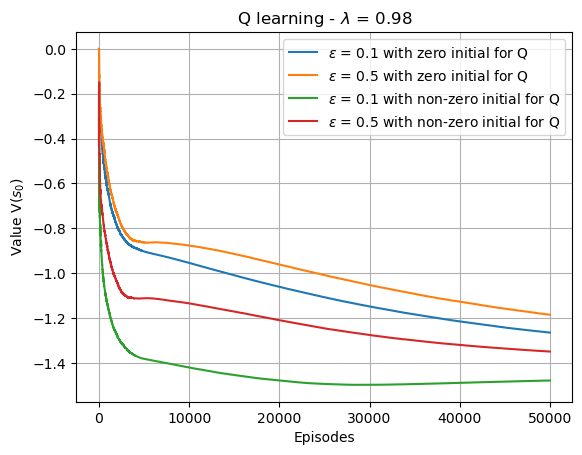 Q learning - λ = 0.98
ε = 0.1 with zero initial for Q
ε = 0.5 with zero initial for Q
ε = 0.1 with non-zero initial for Q
ε = 0.5 with non-zero initial for Q
Value V(s₀)
0.0
−0.2
−0.4
−0.6
−0.8
−1.0
−1.2
−1.4
0 10000 20000 30000 40000 50000
Episodes